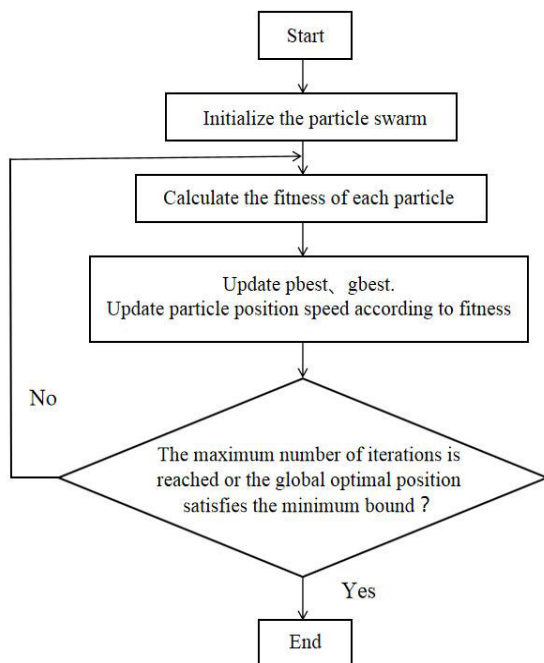 Start
Initialize the particle swarm
Calculate the fitness of each particle
Update pbest、gbest.
Update particle position speed according to fitness
No
The maximum number of iterations is
reached or the global optimal position
satisfies the minimum bound？
Yes
End